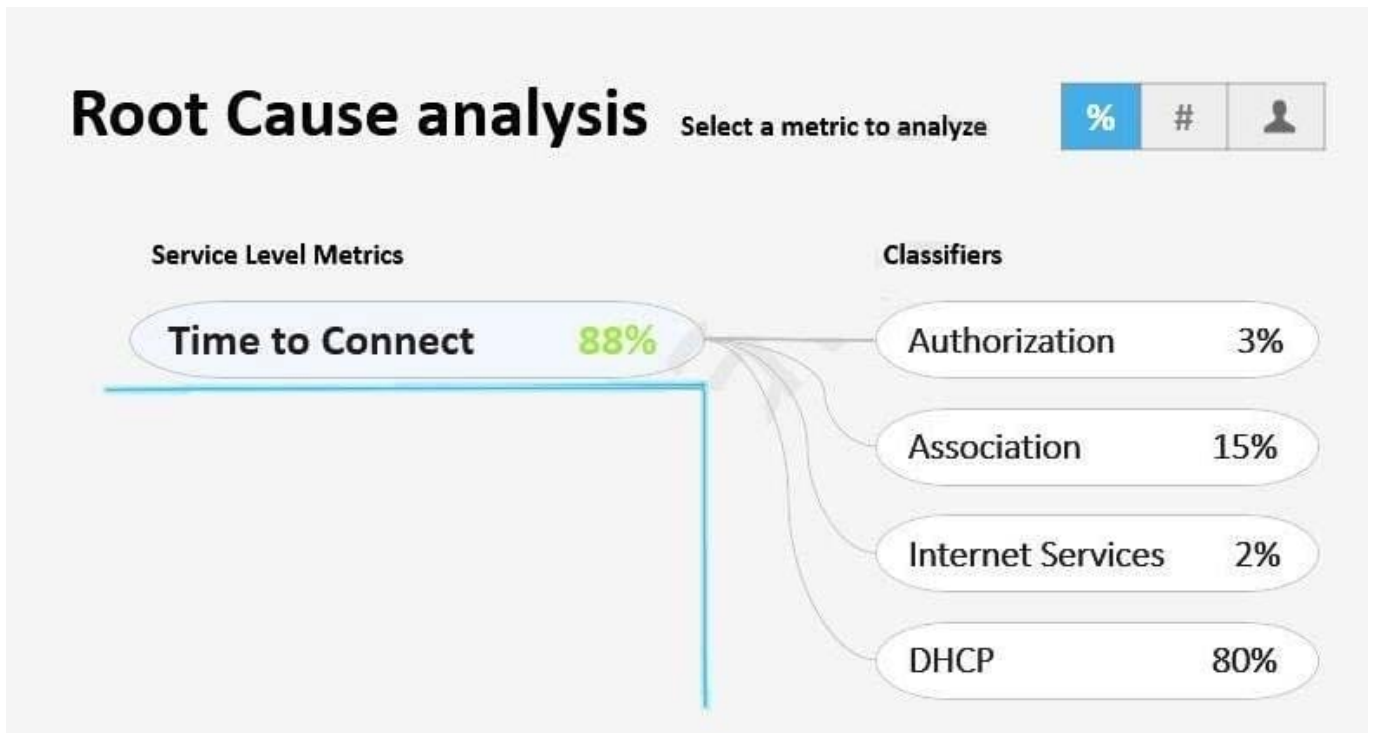 Root Cause analysis Select a metric to analyze % #
Service Level Metrics Classifiers
Time to Connect 88% Authorization 3%
Association 15%
Internet Services 2%
DHCP 80%